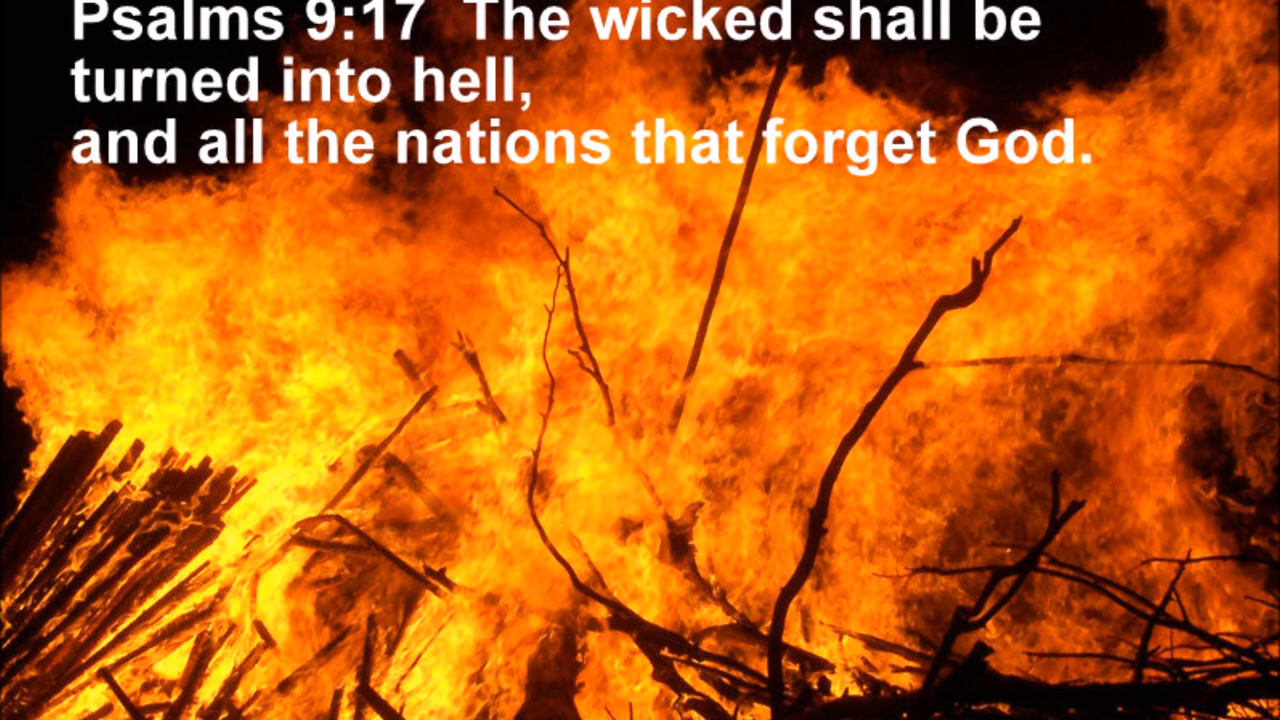 Psalms 9:17  The wicked shall be
turned into hell,
and all the nations that forget God.